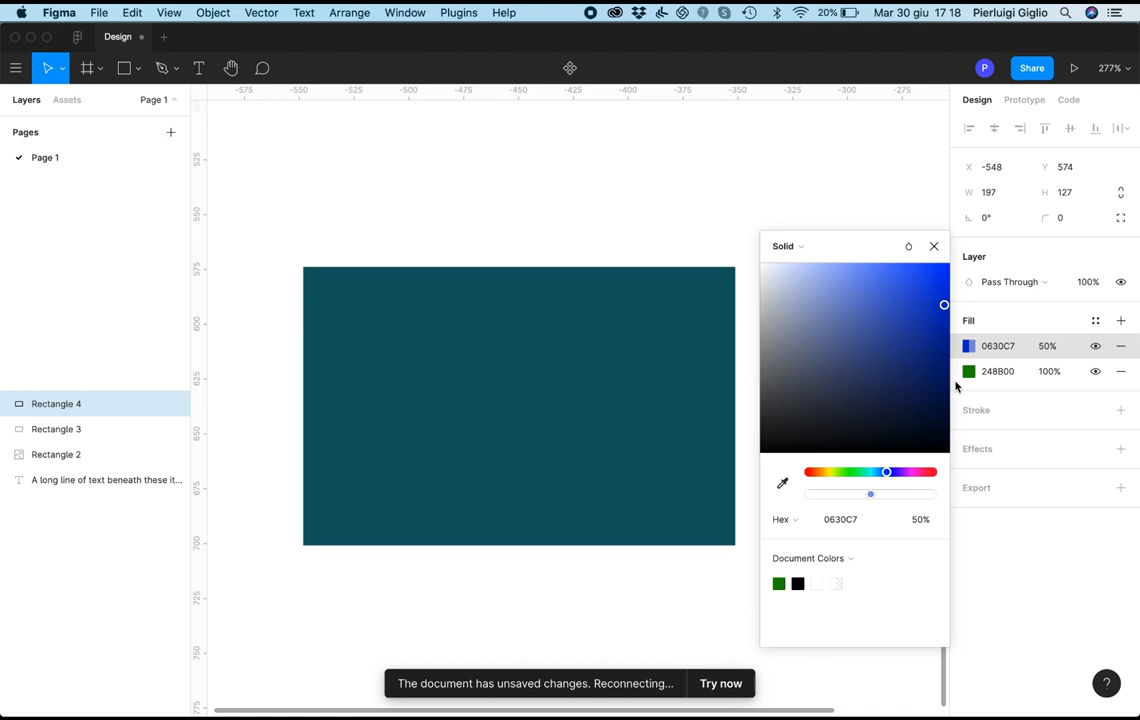 Figma File Edit View Object Vector Text Arrange Window Plugins Help 20% Mar 30 giu 17 18 Pierluigi Giglio
Design
P Share 277%
Layers Assets Page 1
-575 -550 -525 -500 -475 -450 -425 -400 -375 -350 -325 -300 -275
Design Prototype Code
Pages
Page 1
X -548 Y 574
W 197 H 127
0° 0
525
550
575
600
625
650
675
700
725
750
775
Solid
Layer
Pass Through 100%
Fill
0630C7 50%
248B00 100%
Rectangle 4
Stroke
Rectangle 3
Effects
Rectangle 2
A long line of text beneath these it...
Export
Hex 0630C7 50%
Document Colors
The document has unsaved changes. Reconnecting... Try now
?